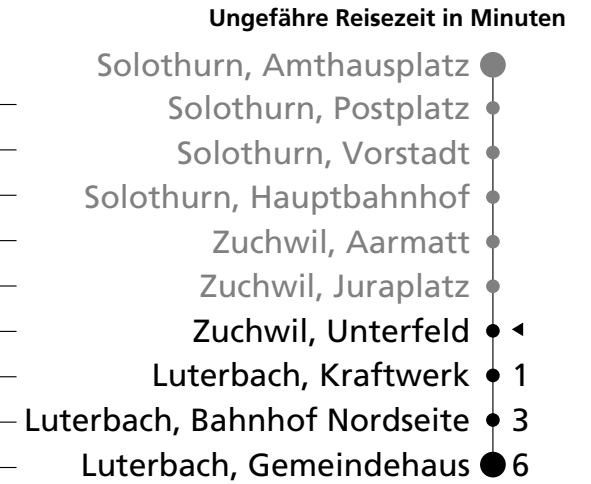 Ungefähre Reisezeit in Minuten
Solothurn, Amthausplatz
Solothurn, Postplatz
Solothurn, Vorstadt
Solothurn, Hauptbahnhof
Zuchwil, Aarmatt
Zuchwil, Juraplatz
Zuchwil, Unterfeld
Luterbach, Kraftwerk 1
Luterbach, Bahnhof Nordseite 3
Luterbach, Gemeindehaus 6